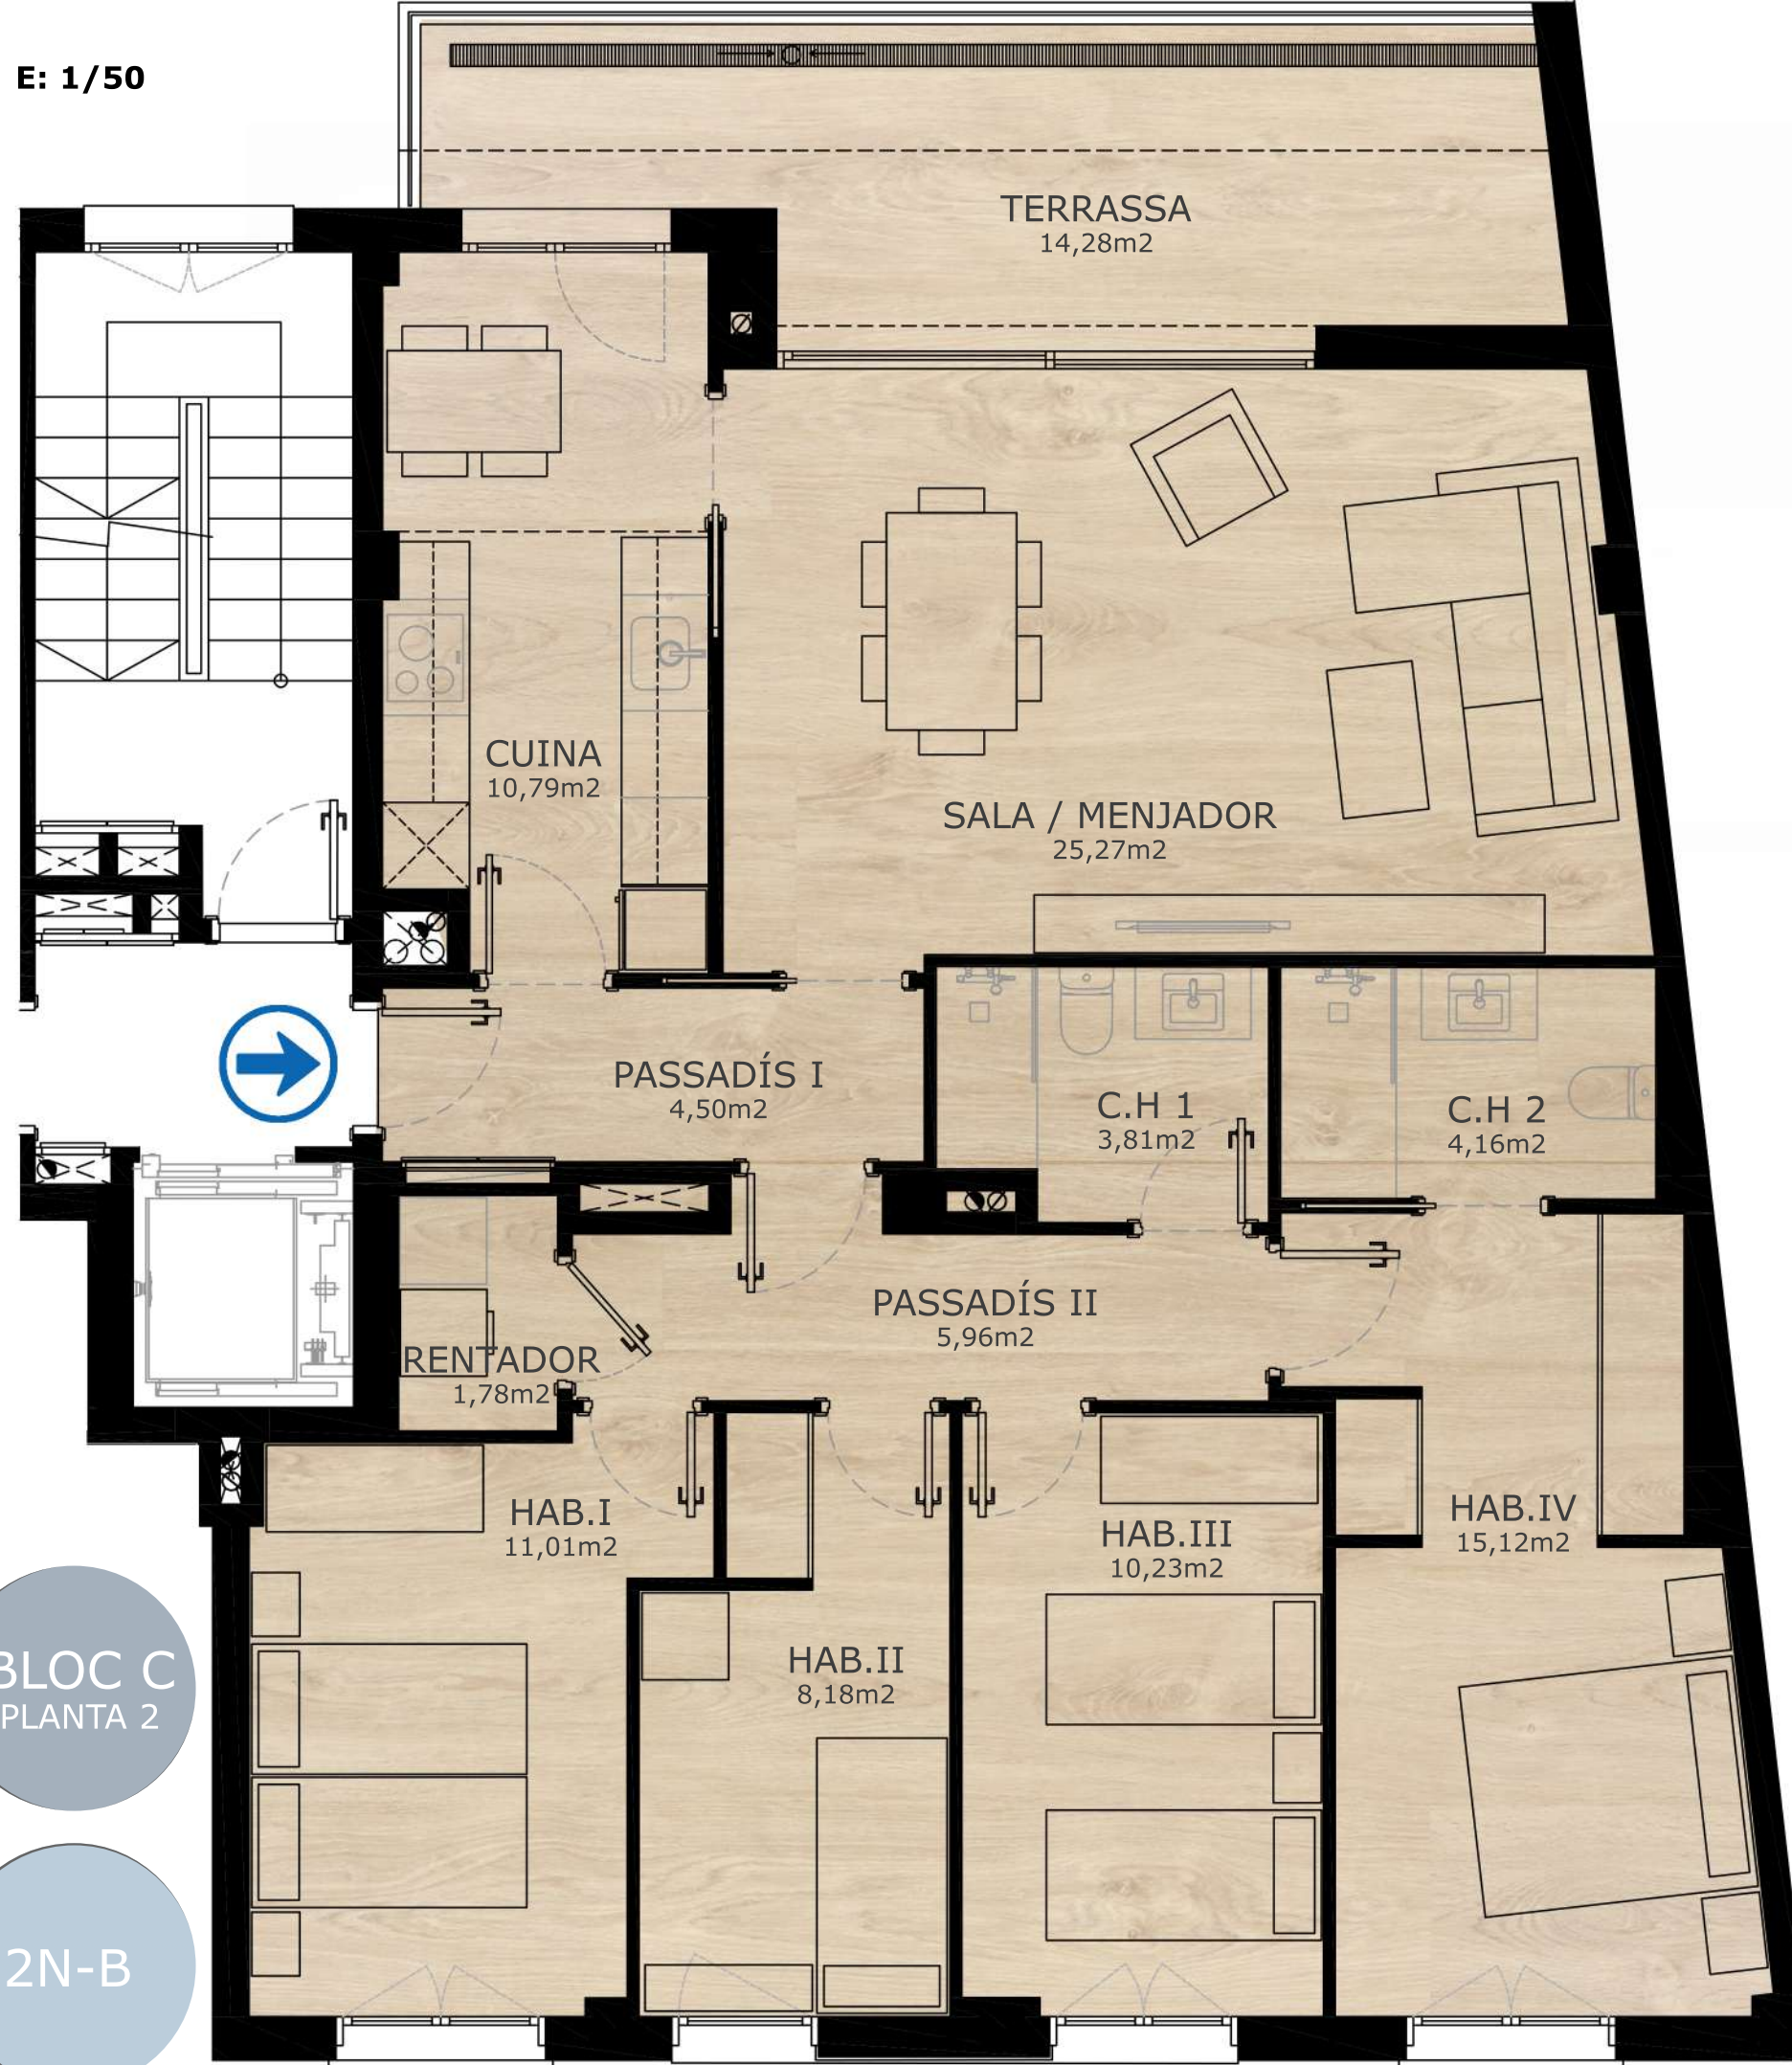 E: 1/50
TERRASSA
14,28m2
CUINA
10,79m2
SALA / MENJADOR
25,27m2
PASSADÍS I
4,50m2
C.H 1
3,81m2
C.H 2
4,16m2
PASSADÍS II
5,96m2
RENTADOR
1,78m2
HAB.I
11,01m2
HAB.II
8,18m2
HAB.III
10,23m2
HAB.IV
15,12m2
BLOC C
PLANTA 2
2N-B